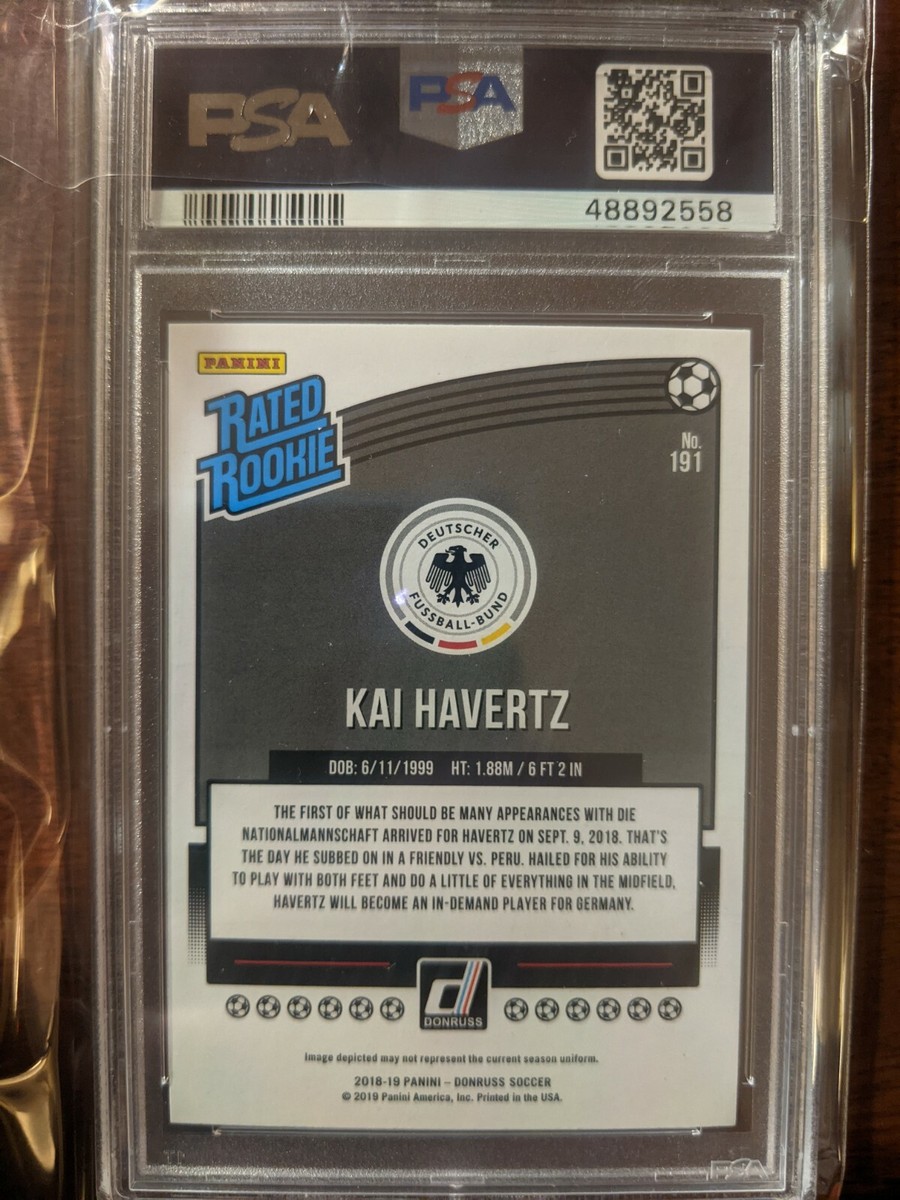 PSA PSA
48892558
PANINI
RATED
ROOKIE
No.
191
DEUTSCHER
FUSSBALL-BUND
KAI HAVERTZ
DOB: 6/11/1999 HT: 1.88M / 6 FT 2 IN
THE FIRST OF WHAT SHOULD BE MANY APPEARANCES WITH DIE
NATIONALMANNSCHAFT ARRIVED FOR HAVERTZ ON SEPT. 9, 2018. THAT'S
THE DAY HE SUBBED ON IN A FRIENDLY VS. PERU. HAILED FOR HIS ABILITY
TO PLAY WITH BOTH FEET AND DO A LITTLE OF EVERYTHING IN THE MIDFIELD,
HAVERTZ WILL BECOME AN IN-DEMAND PLAYER FOR GERMANY.
d
DONRUSS
Image depicted may not represent the current season uniform.
2018-19 PANINI – DONRUSS SOCCER
© 2019 Panini America, Inc. Printed in the USA.
PSA